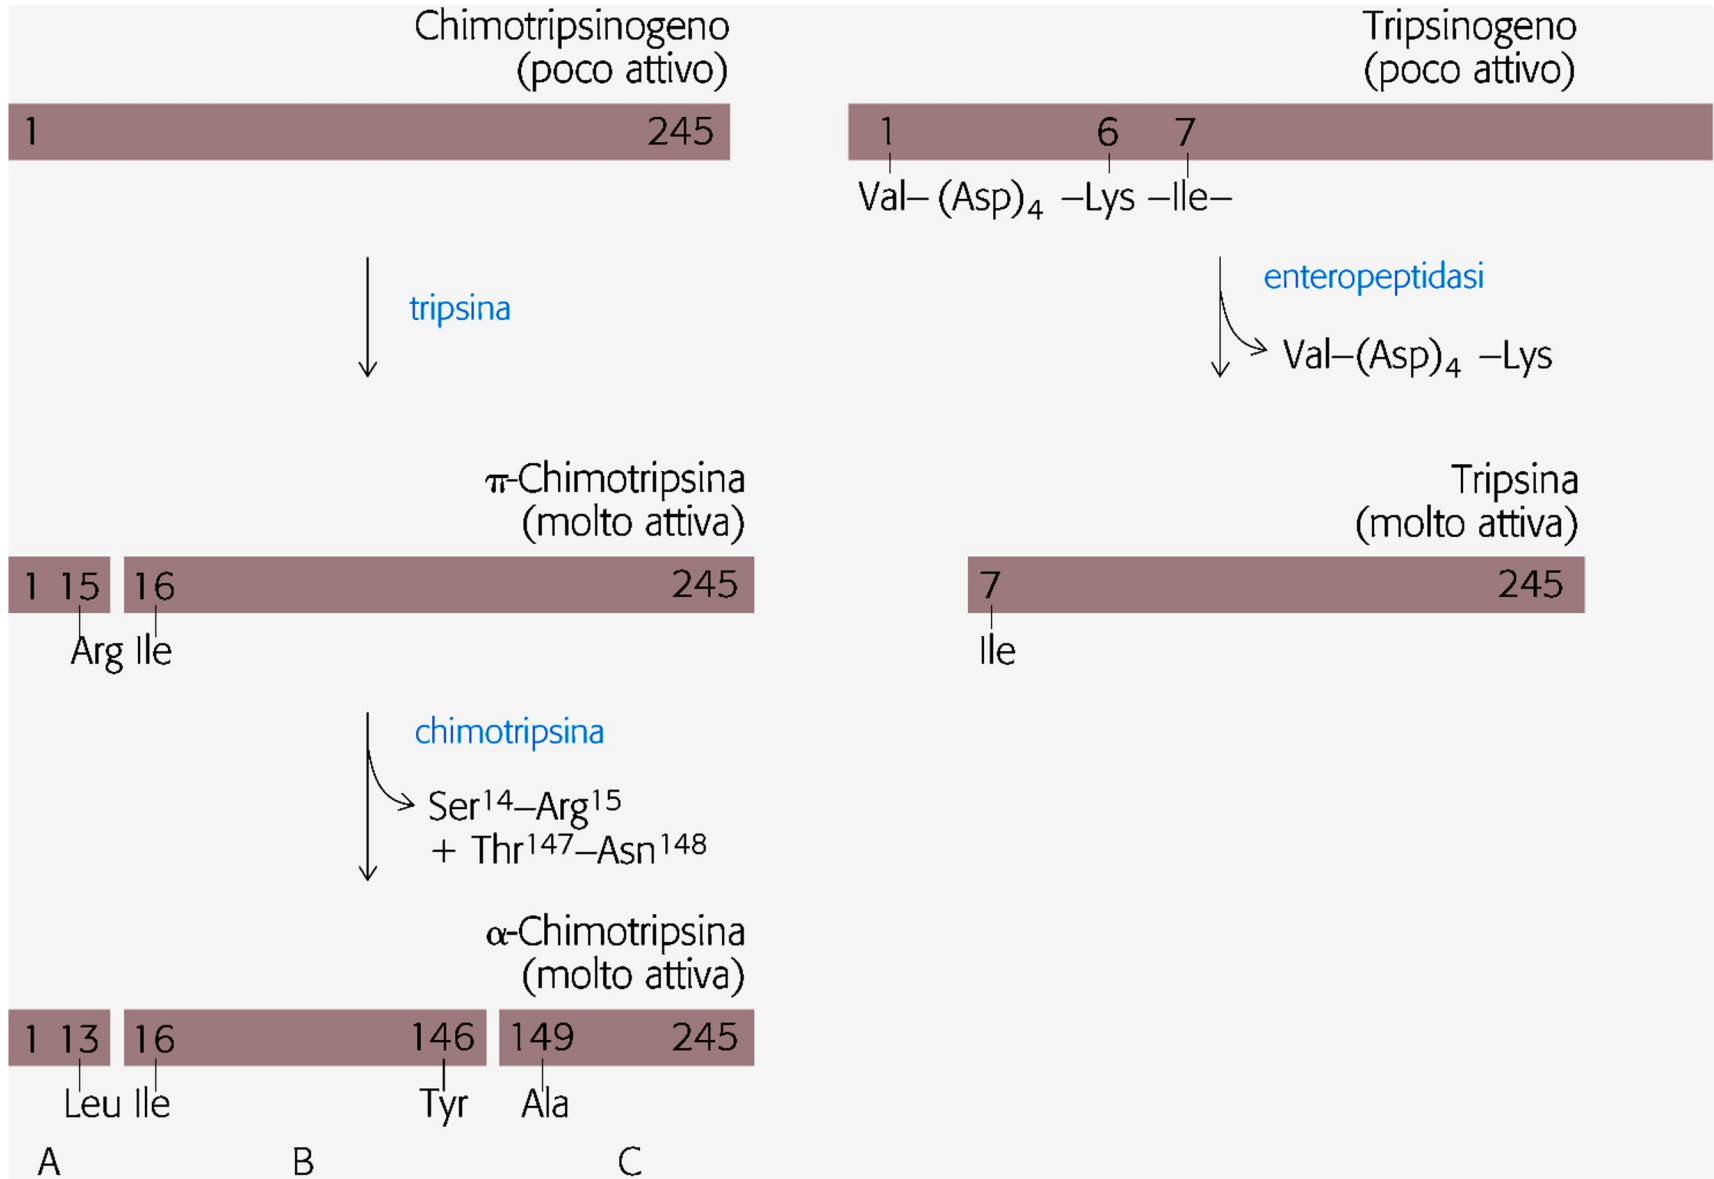 Chimotripsinogeno
(poco attivo)
1 245
tripsina
π-Chimotripsina
(molto attiva)
1 15 16 245
Arg Ile
chimotripsina
Ser¹⁴–Arg¹⁵
+ Thr¹⁴⁷–Asn¹⁴⁸
α-Chimotripsina
(molto attiva)
1 13 16 146 149 245
Leu Ile Tyr Ala
A B C
Tripsinogeno
(poco attivo)
1 6 7
Val–(Asp)₄–Lys–Ile–
enteropeptidasi
Val–(Asp)₄–Lys
Tripsina
(molto attiva)
7 245
Ile